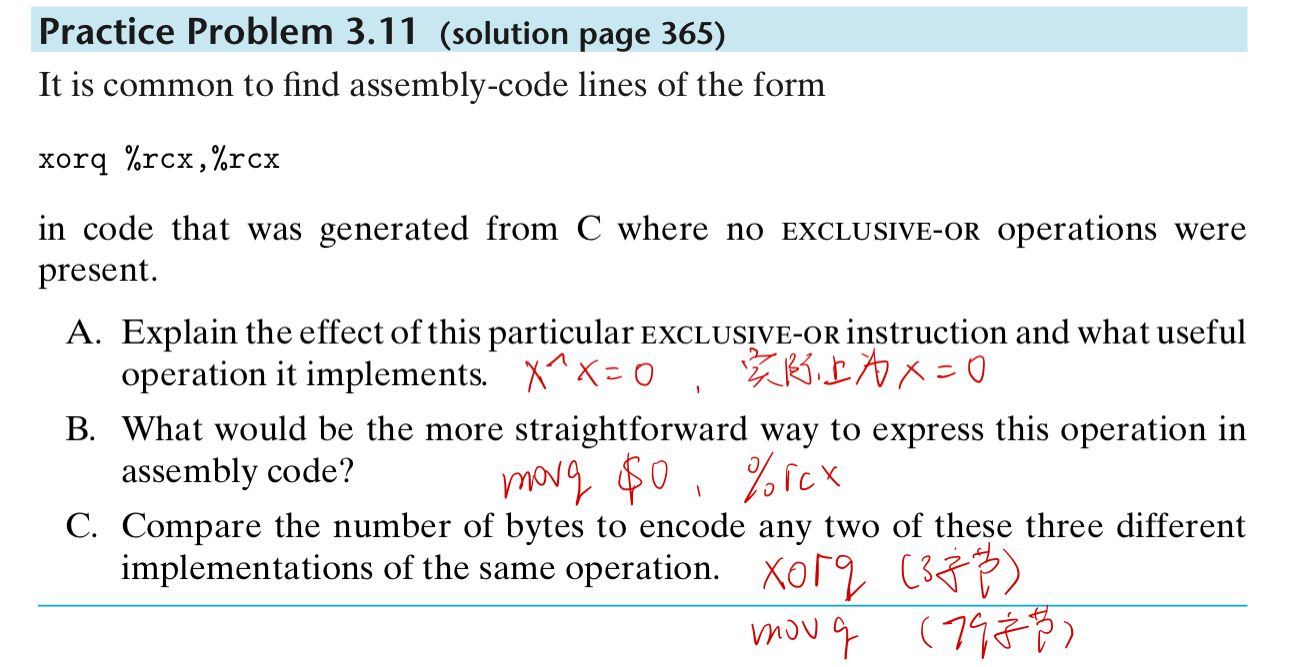 Practice Problem 3.11 (solution page 365)
It is common to find assembly-code lines of the form
xorq %rcx,%rcx
in code that was generated from C where no EXCLUSIVE-OR operations were
present.
A. Explain the effect of this particular EXCLUSIVE-OR instruction and what useful
operation it implements. x^x=0 , 实际上为x=0
B. What would be the more straightforward way to express this operation in
assembly code? movq $0, %rcx
C. Compare the number of bytes to encode any two of these three different
implementations of the same operation. xorq (3字节)
movq (7个字节)